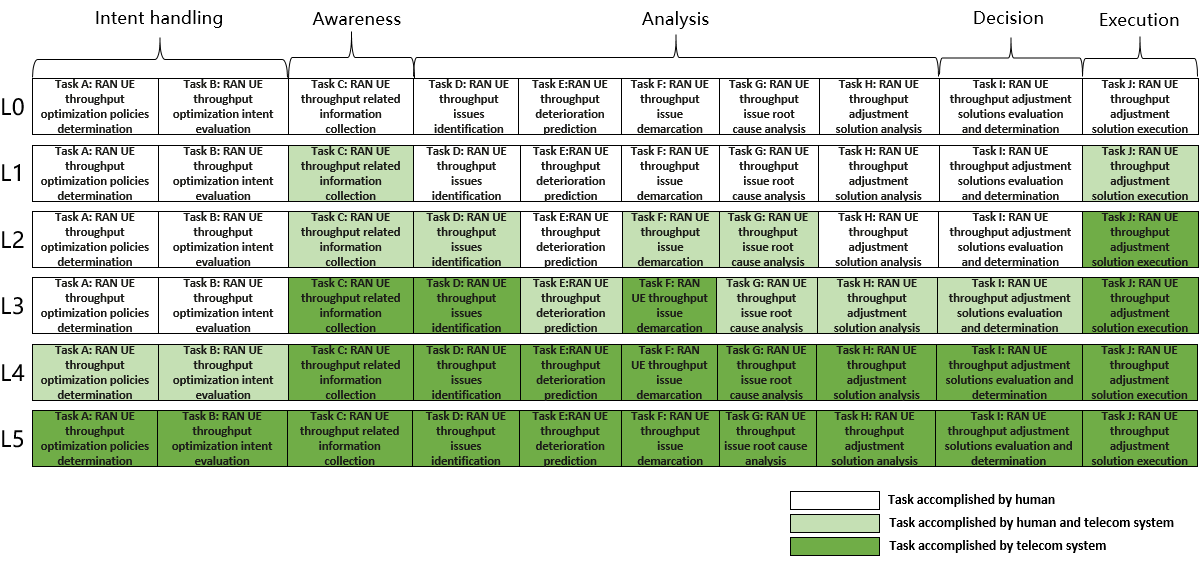 Intent handling
Awareness
Analysis
Decision
Execution
L0
Task A: RAN UE
throughput
optimization policies
determination
Task B: RAN UE
throughput
optimization intent
evaluation
Task C: RAN UE
throughput related
information
collection
Task D: RAN UE
throughput
issues
identification
Task E:RAN UE
throughput
deterioration
prediction
Task F: RAN UE
throughput
issue
demarcation
Task G: RAN UE
throughput
issue root
cause analysis
Task H: RAN UE
throughput
adjustment
solution analysis
Task I: RAN UE
throughput adjustment
solutions evaluation
and determination
Task J: RAN UE
throughput
adjustment
solution execution
L1
Task A: RAN UE
throughput
optimization policies
determination
Task B: RAN UE
throughput
optimization intent
evaluation
Task C: RAN UE
throughput related
information
collection
Task D: RAN UE
throughput
issues
identification
Task E:RAN UE
throughput
deterioration
prediction
Task F: RAN UE
throughput
issue
demarcation
Task G: RAN UE
throughput
issue root
cause analysis
Task H: RAN UE
throughput
adjustment
solution analysis
Task I: RAN UE
throughput adjustment
solutions evaluation
and determination
Task J: RAN UE
throughput
adjustment
solution execution
L2
Task A: RAN UE
throughput
optimization policies
determination
Task B: RAN UE
throughput
optimization intent
evaluation
Task C: RAN UE
throughput related
information
collection
Task D: RAN UE
throughput
issues
identification
Task E:RAN UE
throughput
deterioration
prediction
Task F: RAN UE
throughput
issue
demarcation
Task G: RAN UE
throughput
issue root
cause analysis
Task H: RAN UE
throughput
adjustment
solution analysis
Task I: RAN UE
throughput adjustment
solutions evaluation
and determination
Task J: RAN UE
throughput
adjustment
solution execution
L3
Task A: RAN UE
throughput
optimization policies
determination
Task B: RAN UE
throughput
optimization intent
evaluation
Task C: RAN UE
throughput related
information
collection
Task D: RAN UE
throughput
issues
identification
Task E:RAN UE
throughput
deterioration
prediction
Task F: RAN
UE throughput
issue
demarcation
Task G: RAN UE
throughput
issue root
cause analysis
Task H: RAN UE
throughput
adjustment
solution analysis
Task I: RAN UE
throughput adjustment
solutions evaluation
and determination
Task J: RAN UE
throughput
adjustment
solution execution
L4
Task A: RAN UE
throughput
optimization policies
determination
Task B: RAN UE
throughput
optimization intent
evaluation
Task C: RAN UE
throughput related
information
collection
Task D: RAN UE
throughput
issues
identification
Task E:RAN UE
throughput
deterioration
prediction
Task F: RAN
UE throughput
issue
demarcation
Task G: RAN UE
throughput
issue root
cause analysis
Task H: RAN UE
throughput
adjustment
solution analysis
Task I: RAN UE
throughput adjustment
solutions evaluation and
determination
Task J: RAN UE
throughput
adjustment
solution execution
L5
Task A: RAN UE
throughput
optimization policies
determination
Task B: RAN UE
throughput
optimization intent
evaluation
Task C: RAN UE
throughput related
information
collection
Task D: RAN UE
throughput
issues
identification
Task E:RAN UE
throughput
deterioration
prediction
Task F: RAN UE
throughput
issue
demarcation
Task G: RAN UE
throughput
issue root cause
analysis
Task H: RAN UE
throughput
adjustment
solution analysis
Task I: RAN UE
throughput adjustment
solutions evaluation and
determination
Task J: RAN UE
throughput
adjustment
solution execution
Task accomplished by human
Task accomplished by human and telecom system
Task accomplished by telecom system